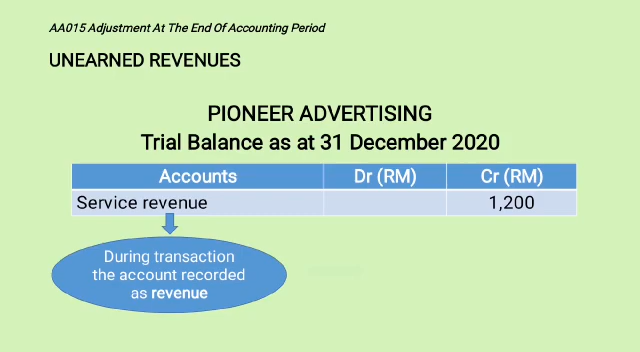 AA015 Adjustment At The End Of Accounting Period
UNEARNED REVENUES
PIONEER ADVERTISING
Trial Balance as at 31 December 2020
Accounts Dr (RM) Cr (RM)
Service revenue 1,200
During transaction
the account recorded
as revenue